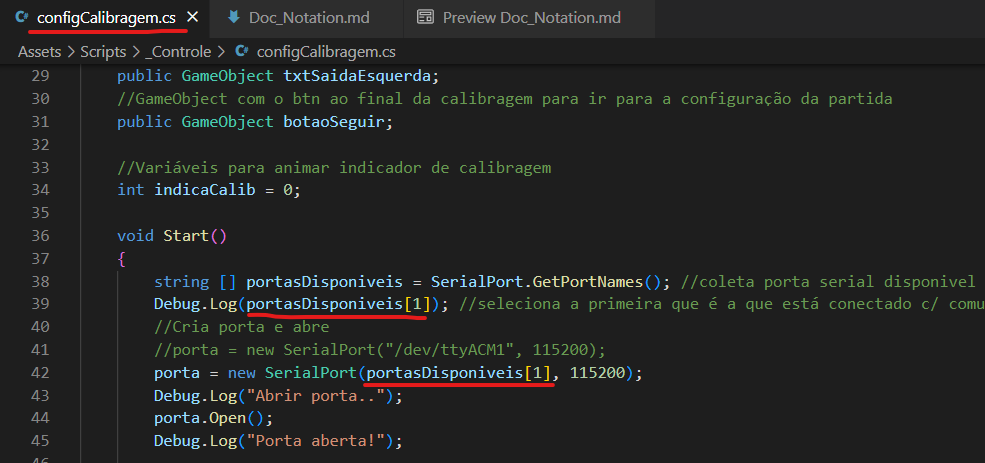 configCalibragem.cs Doc_Notation.md Preview Doc_Notation.md
Assets > Scripts > _Controle > configCalibragem.cs
29 public GameObject txtSaidaEsquerda;
30 //GameObject com o btn ao final da calibragem para ir para a configuração da partida
31 public GameObject botaoSeguir;
32
33 //Variáveis para animar indicador de calibragem
34 int indicaCalib = 0;
35
36 void Start()
37 {
38 string [] portasDisponiveis = SerialPort.GetPortNames(); //coleta porta serial disponivel
39 Debug.Log(portasDisponiveis[1]); //seleciona a primeira que é a que está conectado c/ comu
40 //Cria porta e abre
41 //porta = new SerialPort("/dev/ttyACM1", 115200);
42 porta = new SerialPort(portasDisponiveis[1], 115200);
43 Debug.Log("Abrir porta..");
44 porta.Open();
45 Debug.Log("Porta aberta!");